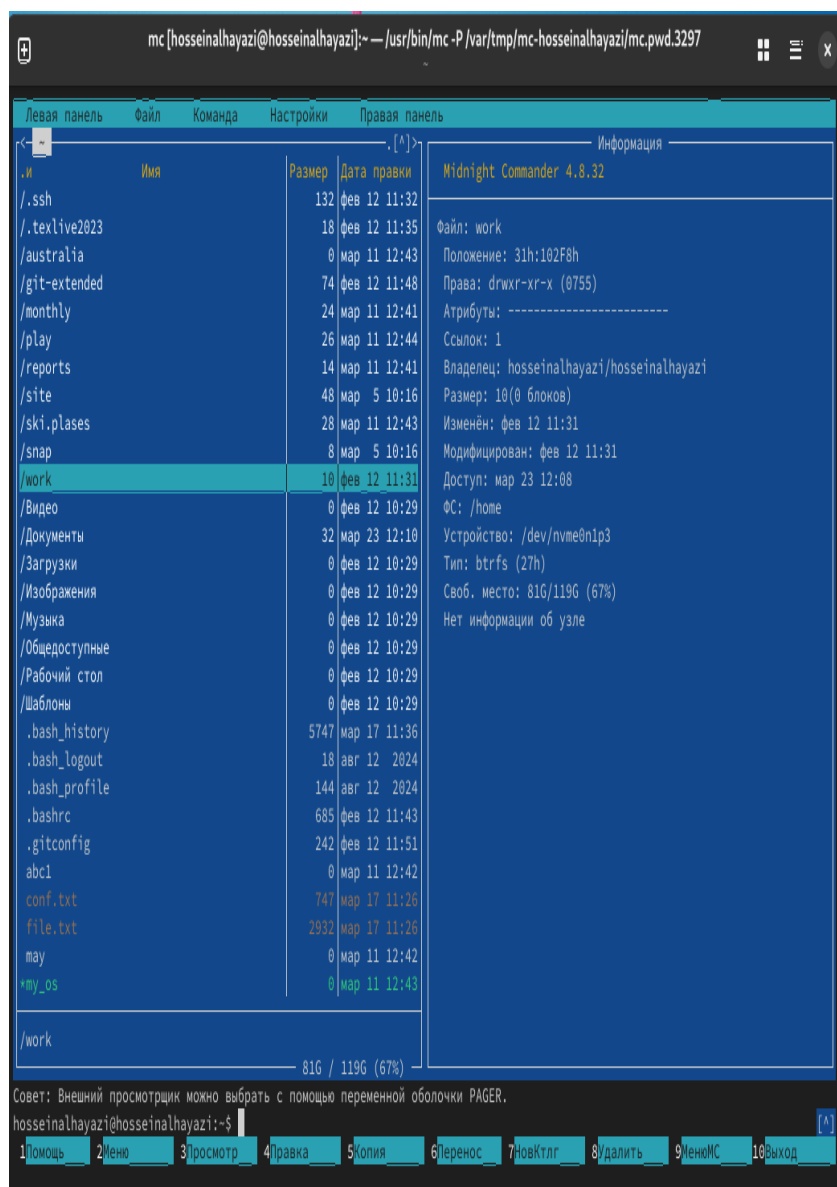 mc [hosseinalhayazi@hosseinalhayazi]:~ — /usr/bin/mc -P /var/tmp/mc-hosseinalhayazi/mc.pwd.3297
~
Левая панель Файл Команда Настройки Правая панель
<- ~ .[^]>
.и Имя Размер Дата правки
/.ssh 132 фев 12 11:32
/.texlive2023 18 фев 12 11:35
/australia 0 мар 11 12:43
/git-extended 74 фев 12 11:48
/monthly 24 мар 11 12:41
/play 26 мар 11 12:44
/reports 14 мар 11 12:41
/site 48 мар 5 10:16
/ski.plases 28 мар 11 12:43
/snap 8 мар 5 10:16
/work 10 фев 12 11:31
/Видео 0 фев 12 10:29
/Документы 32 мар 23 12:10
/Загрузки 0 фев 12 10:29
/Изображения 0 фев 12 10:29
/Музыка 0 фев 12 10:29
/Общедоступные 0 фев 12 10:29
/Рабочий стол 0 фев 12 10:29
/Шаблоны 0 фев 12 10:29
.bash_history 5747 мар 17 11:36
.bash_logout 18 авг 12 2024
.bash_profile 144 авг 12 2024
.bashrc 685 фев 12 11:43
.gitconfig 242 фев 12 11:51
abc1 0 мар 11 12:42
conf.txt 747 мар 17 11:26
file.txt 2932 мар 17 11:26
may 0 мар 11 12:42
*my_os 0 мар 11 12:43
/work
81G / 119G (67%)
Информация
Midnight Commander 4.8.32
Файл: work
Положение: 31h:102F8h
Права: drwxr-xr-x (0755)
Атрибуты: -------------------------
Ссылок: 1
Владелец: hosseinalhayazi/hosseinalhayazi
Размер: 10(0 блоков)
Изменён: фев 12 11:31
Модифицирован: фев 12 11:31
Доступ: мар 23 12:08
ФС: /home
Устройство: /dev/nvme0n1p3
Тип: btrfs (27h)
Своб. место: 81G/119G (67%)
Нет информации об узле
Совет: Внешний просмотрщик можно выбрать с помощью переменной оболочки PAGER.
hosseinalhayazi@hosseinalhayazi:~$ [^]
1Помощь 2Меню 3Просмотр 4Правка 5Копия 6Перенос 7НовКтлг 8Удалить 9МенюMC 10Выход